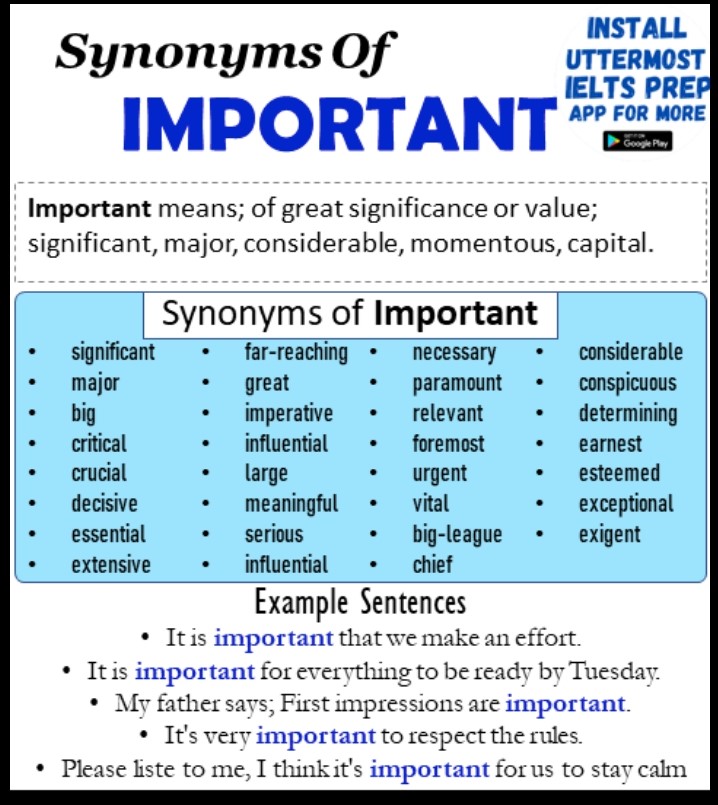 Synonyms Of
IMPORTANT
INSTALL
UTTERMOST
IELTS PREP
APP FOR MORE
GET IT ON
Google Play
Important means; of great significance or value;
significant, major, considerable, momentous, capital.
Synonyms of Important
• significant • far-reaching • necessary • considerable
• major • great • paramount • conspicuous
• big • imperative • relevant • determining
• critical • influential • foremost • earnest
• crucial • large • urgent • esteemed
• decisive • meaningful • vital • exceptional
• essential • serious • big-league • exigent
• extensive • influential • chief
Example Sentences
• It is important that we make an effort.
• It is important for everything to be ready by Tuesday.
• My father says; First impressions are important.
• It's very important to respect the rules.
• Please liste to me, I think it's important for us to stay calm